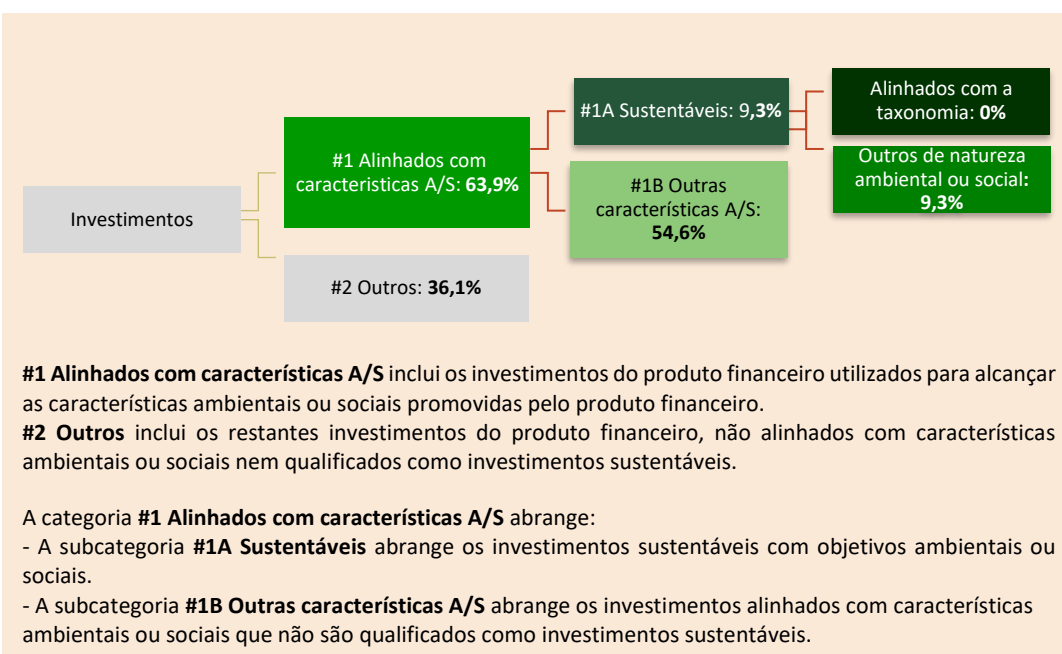 Investimentos
#1 Alinhados com
caracteristicas A/S: 63,9%
#2 Outros: 36,1%
#1A Sustentáveis: 9,3%
#1B Outras
características A/S:
54,6%
Alinhados com a
taxonomia: 0%
Outros de natureza
ambiental ou social:
9,3%
#1 Alinhados com características A/S inclui os investimentos do produto financeiro utilizados para alcançar
as características ambientais ou sociais promovidas pelo produto financeiro.
#2 Outros inclui os restantes investimentos do produto financeiro, não alinhados com características
ambientais ou sociais nem qualificados como investimentos sustentáveis.
A categoria #1 Alinhados com características A/S abrange:
- A subcategoria #1A Sustentáveis abrange os investimentos sustentáveis com objetivos ambientais ou
sociais.
- A subcategoria #1B Outras características A/S abrange os investimentos alinhados com características
ambientais ou sociais que não são qualificados como investimentos sustentáveis.